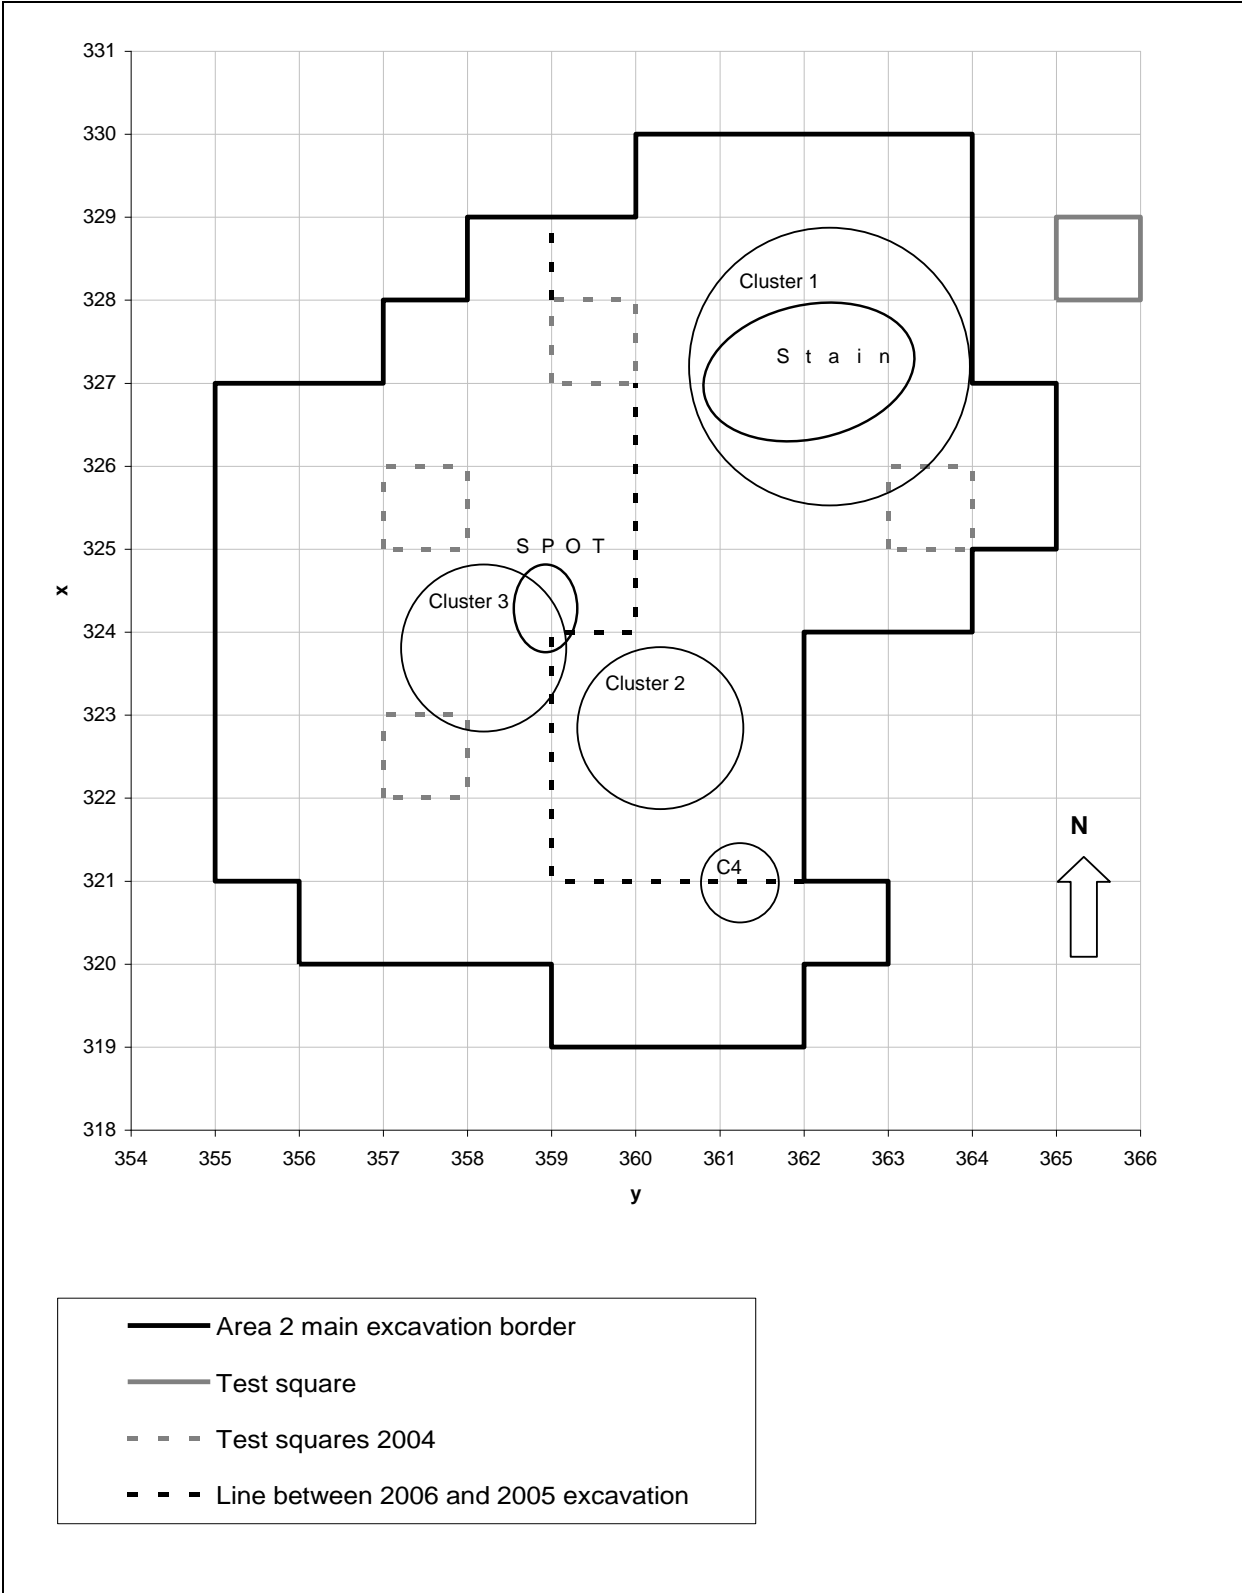 331
330
329
328
Cluster 1
S t a i n
327
326
325
S P O T
x
Cluster 3
324
Cluster 2
323
322
N
C4
321
320
319
318
354 355 356 357 358 359 360 361 362 363 364 365 366
y
Area 2 main excavation border
Test square
Test squares 2004
Line between 2006 and 2005 excavation